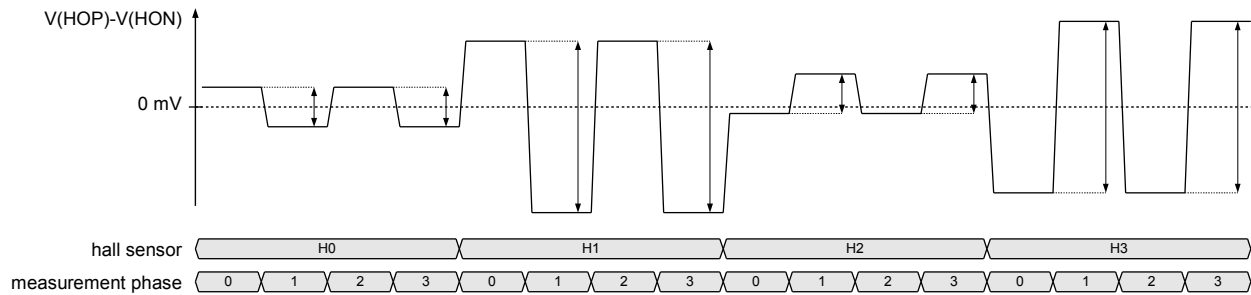 V(HOP)-V(HON)
0 mV
hall sensor H0 H1 H2 H3
measurement phase 0 1 2 3 0 1 2 3 0 1 2 3 0 1 2 3